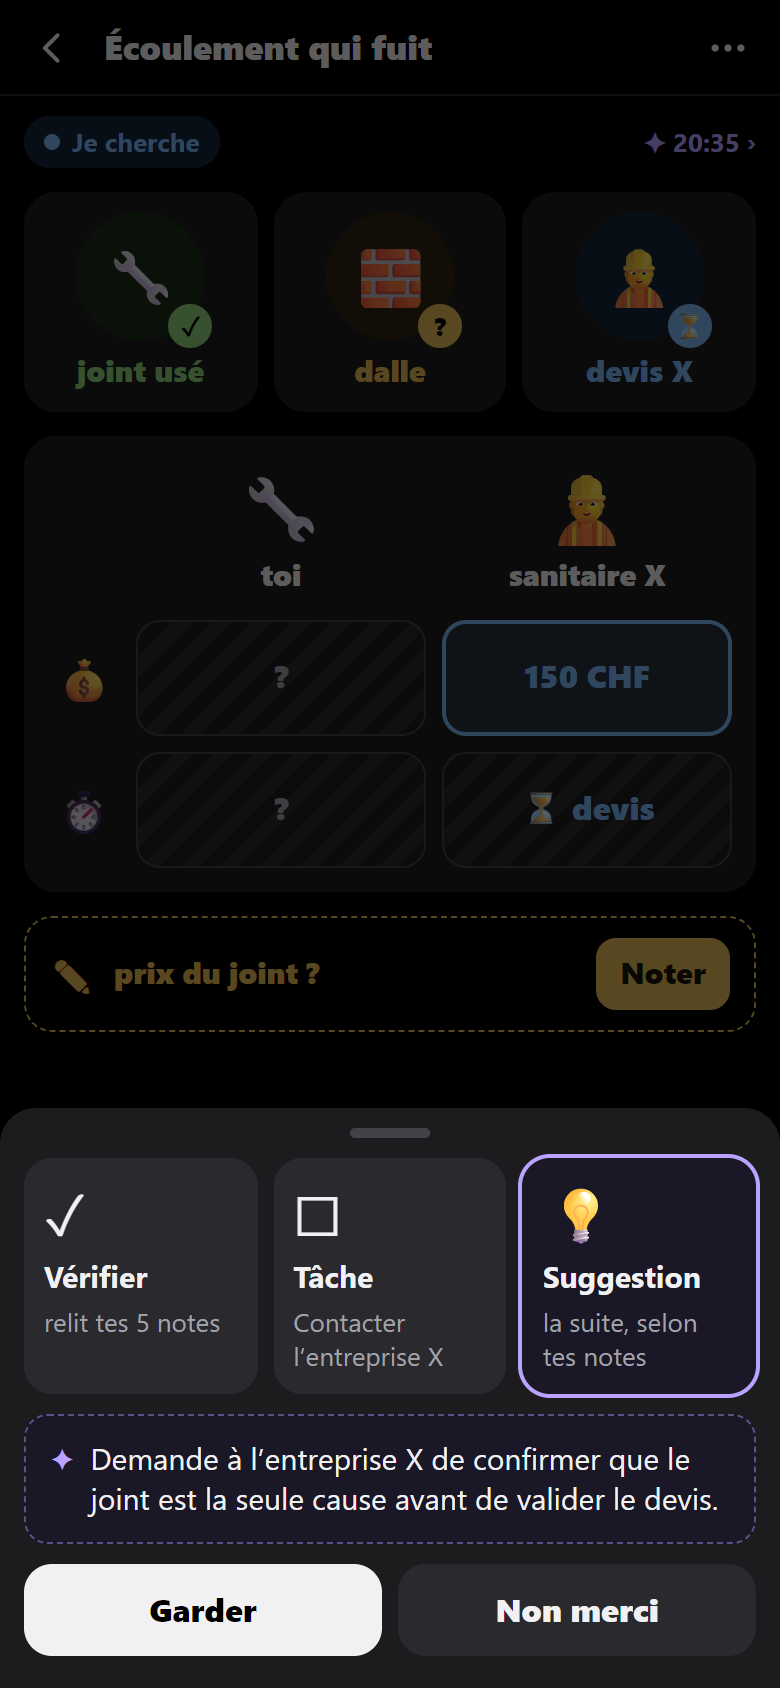 Écoulement qui fuit
Je cherche
20:35 ›
joint usé
?
dalle
devis X
toi
sanitaire X
?
150 CHF
?
devis
prix du joint ?
Noter
Vérifier
relit tes 5 notes
Tâche
Contacter
l’entreprise X
Suggestion
la suite, selon
tes notes
Demande à l’entreprise X de confirmer que le
joint est la seule cause avant de valider le devis.
Garder
Non merci